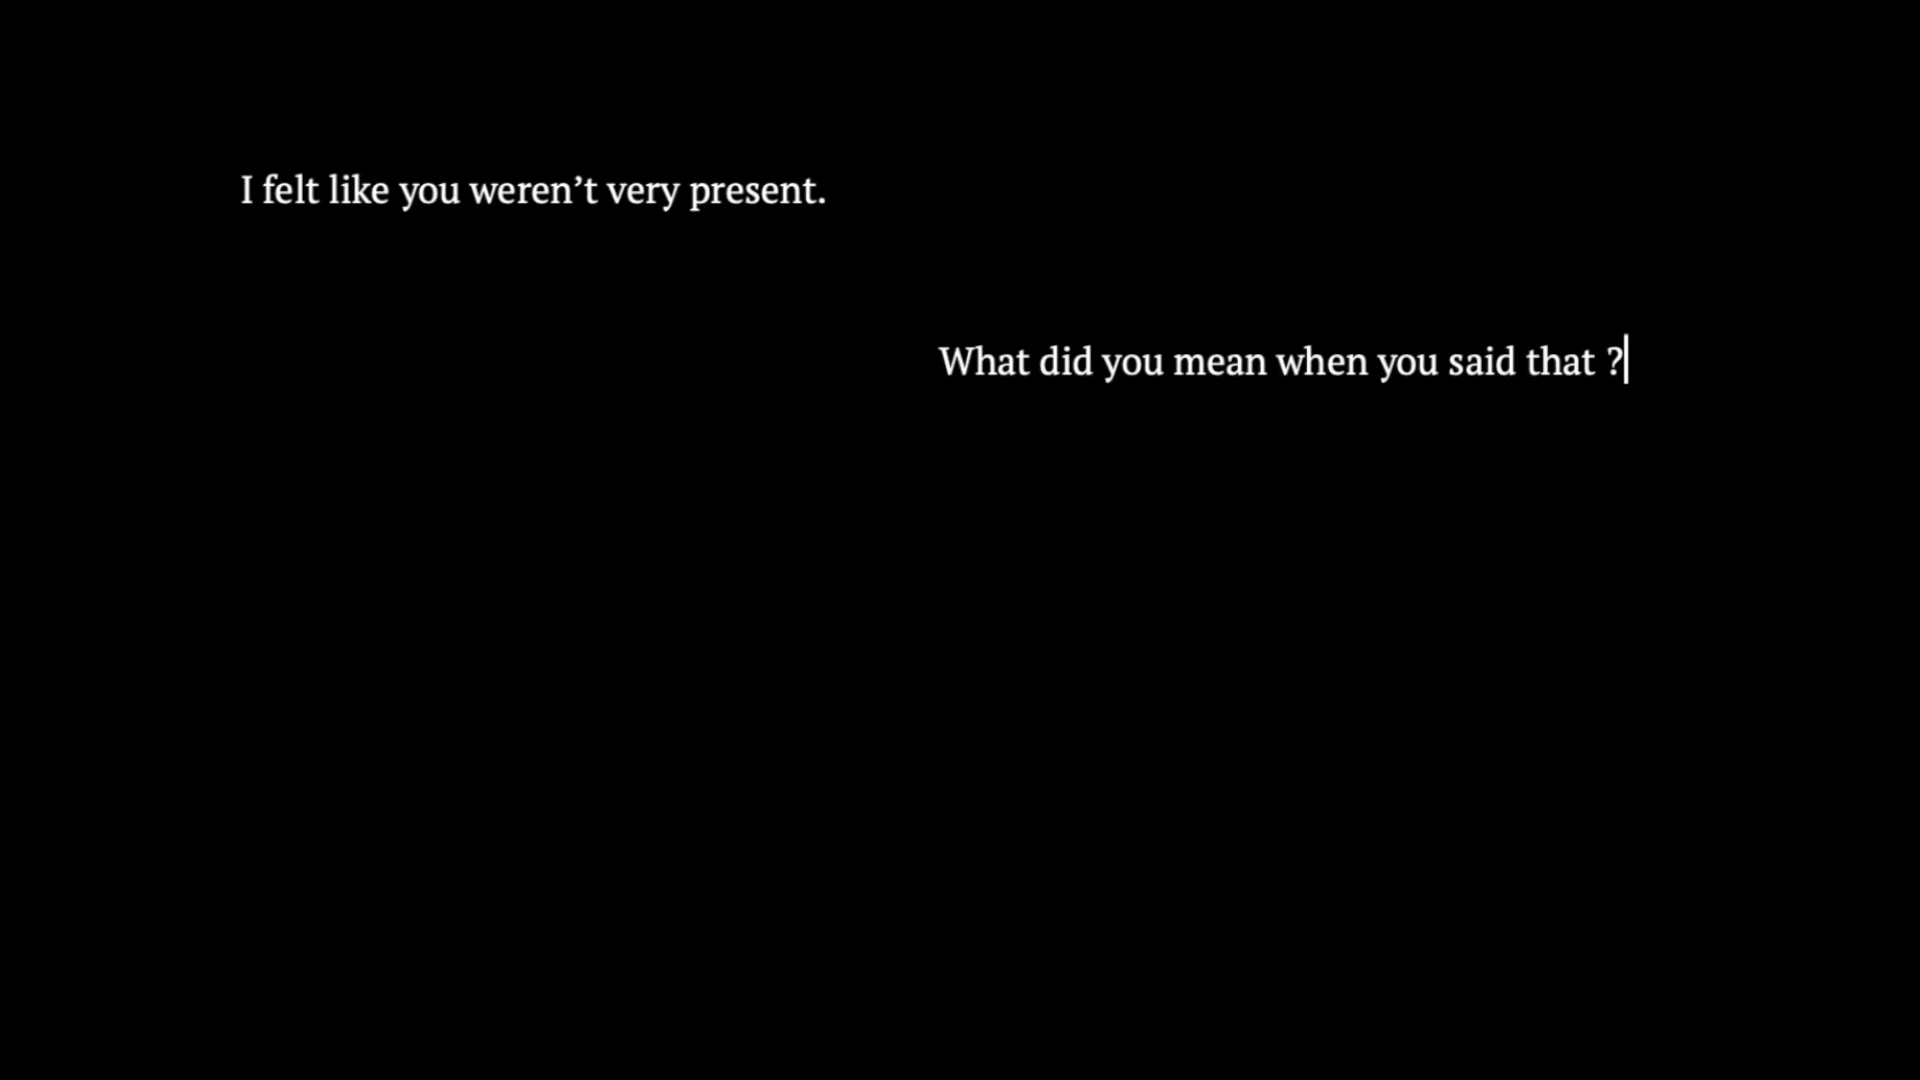 I felt like you weren’t very present.
What did you mean when you said that ?